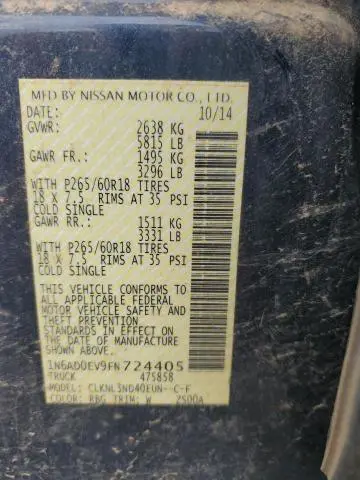 MFD BY NISSAN MOTOR CO., LTD.
DATE: 10/14
GVWR: 2638 KG
5815 LB
GAWR FR.: 1495 KG
3296 LB
WITH P265/60R18 TIRES
18 X 7.5 RIMS AT 35 PSI
COLD SINGLE
GAWR RR.: 1511 KG
3331 LB
WITH P265/60R18 TIRES
18 X 7.5 RIMS AT 35 PSI
COLD SINGLE
THIS VEHICLE CONFORMS TO
ALL APPLICABLE FEDERAL
MOTOR VEHICLE SAFETY AND
THEFT PREVENTION
STANDARDS IN EFFECT ON
THE DATE OF MANUFACTURE
SHOWN ABOVE.
1N6AD0EV9FN724405
TRUCK 475858
MODEL: CLKNL3ND40EUN--C-F
COLOR: RBG TRIM: W 2500A